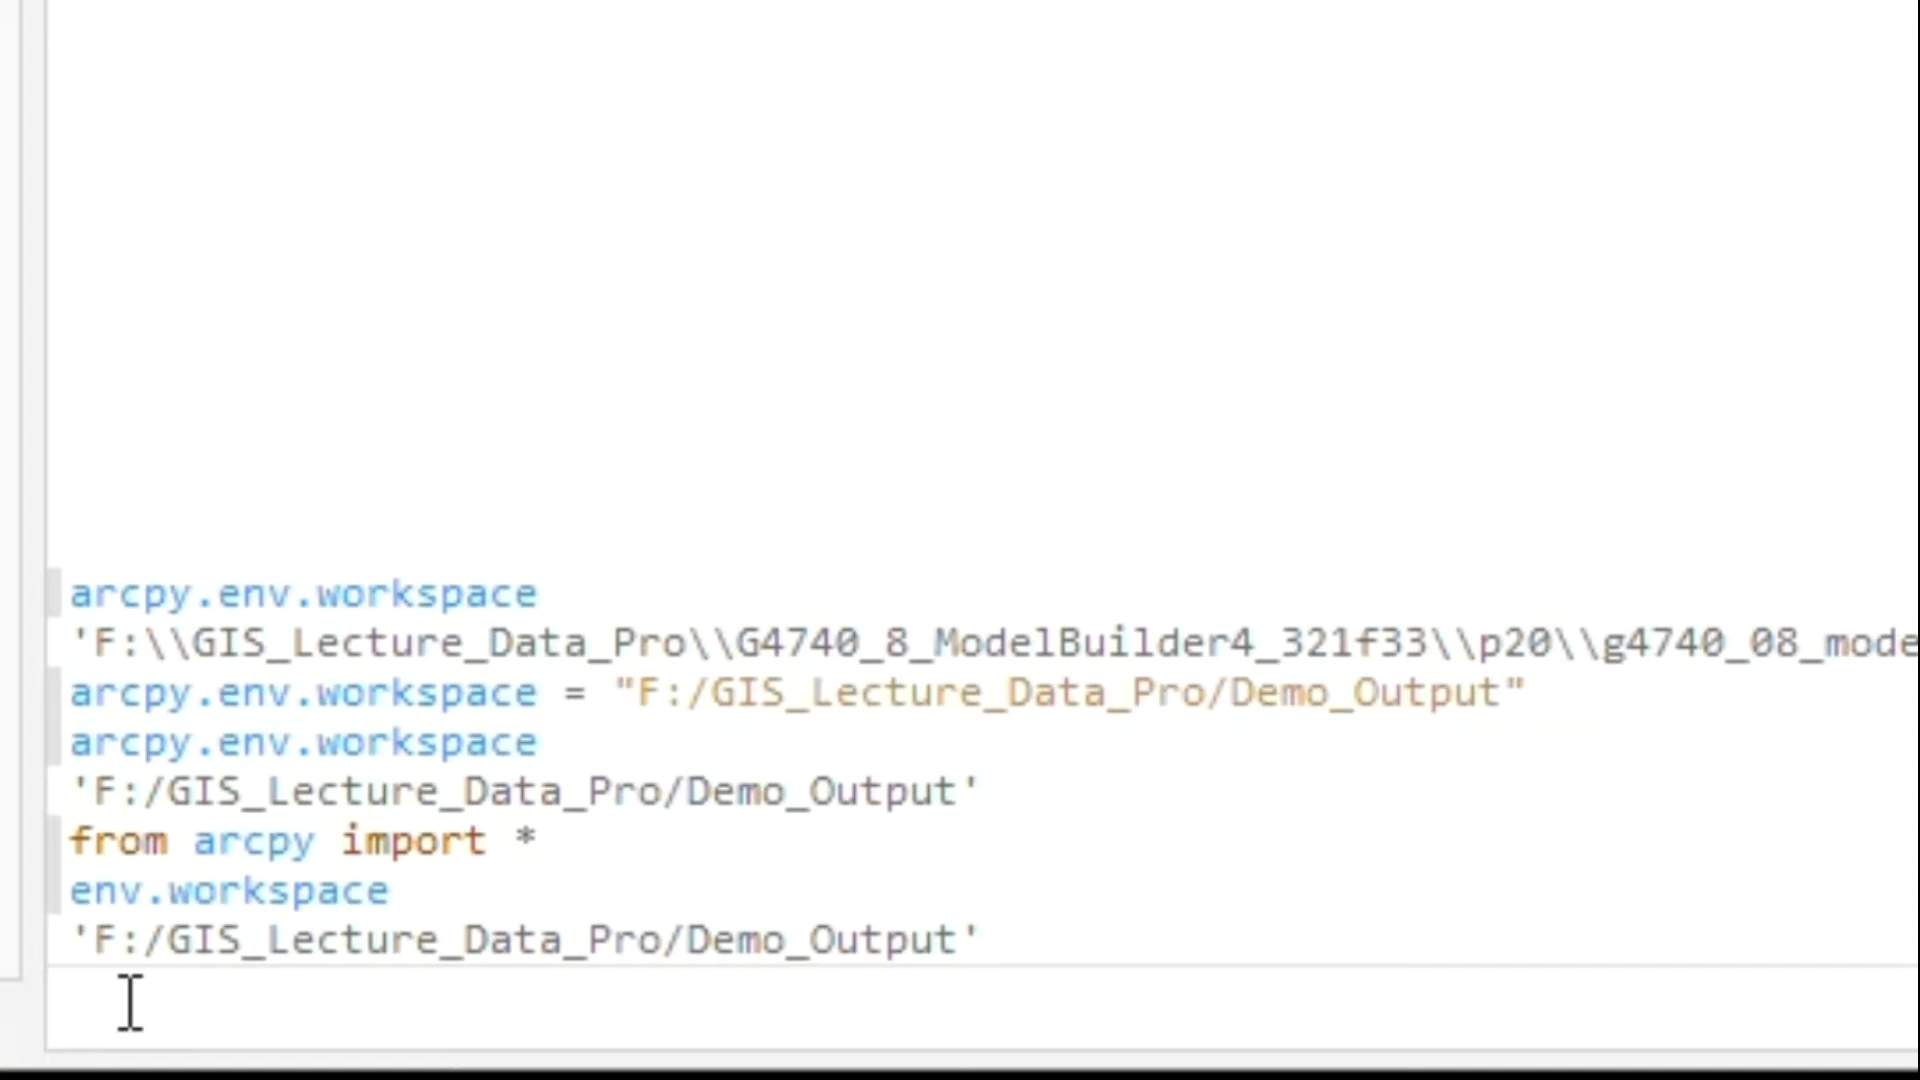 arcpy.env.workspace
'F:\\GIS_Lecture_Data_Pro\\G4740_8_ModelBuilder4_321f33\\p20\\g4740_08_mode
arcpy.env.workspace = "F:/GIS_Lecture_Data_Pro/Demo_Output"
arcpy.env.workspace
'F:/GIS_Lecture_Data_Pro/Demo_Output'
from arcpy import *
env.workspace
'F:/GIS_Lecture_Data_Pro/Demo_Output'